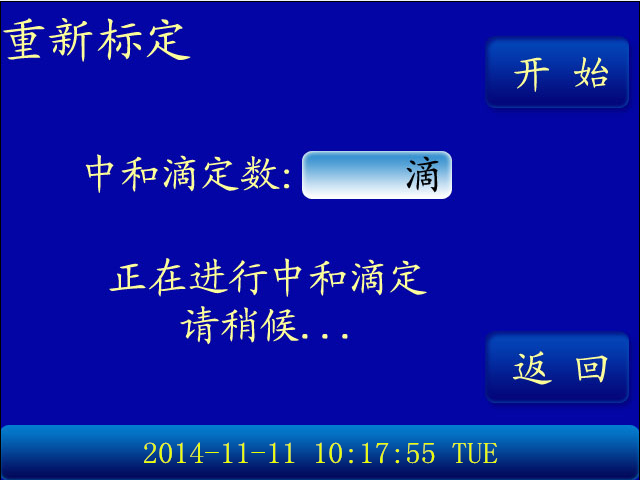 重新标定
开 始
中和滴定数: 滴
正在进行中和滴定
请稍候...
返 回
2014-11-11 10:17:55 TUE